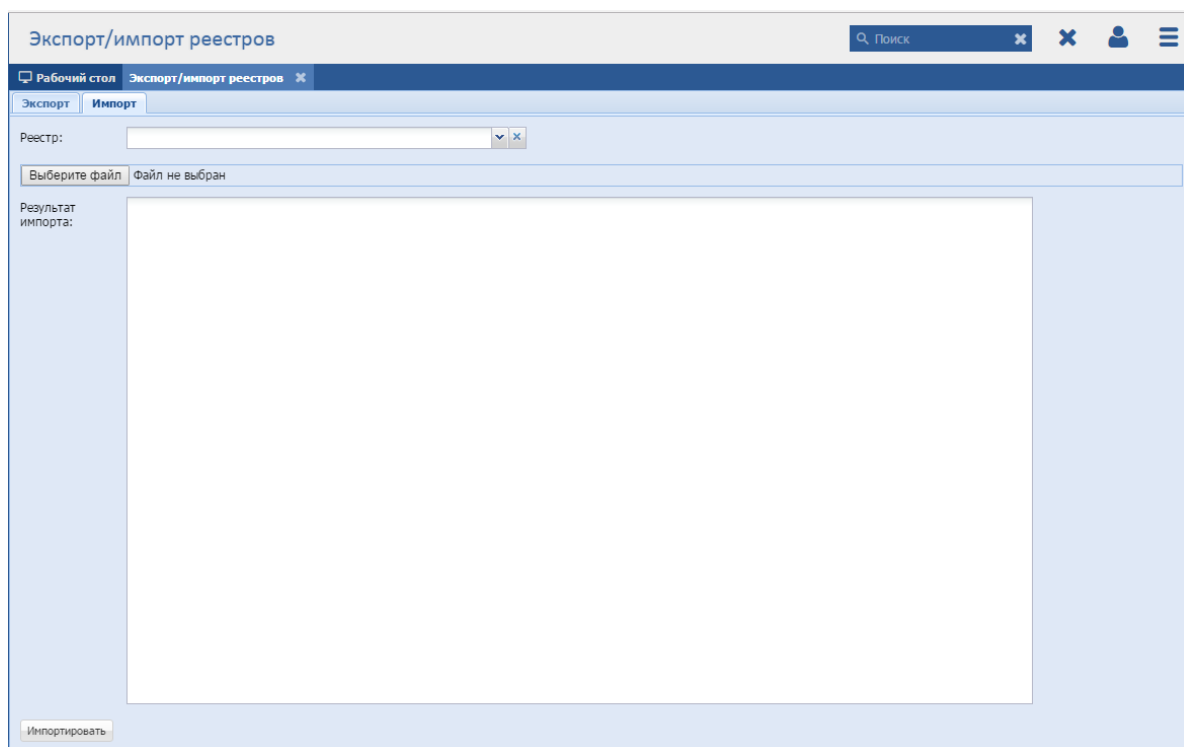 Экспорт/импорт реестров
Поиск
Рабочий стол Экспорт/импорт реестров
Экспорт Импорт
Реестр:
Выберите файл Файл не выбран
Результат
импорта:
Импортировать